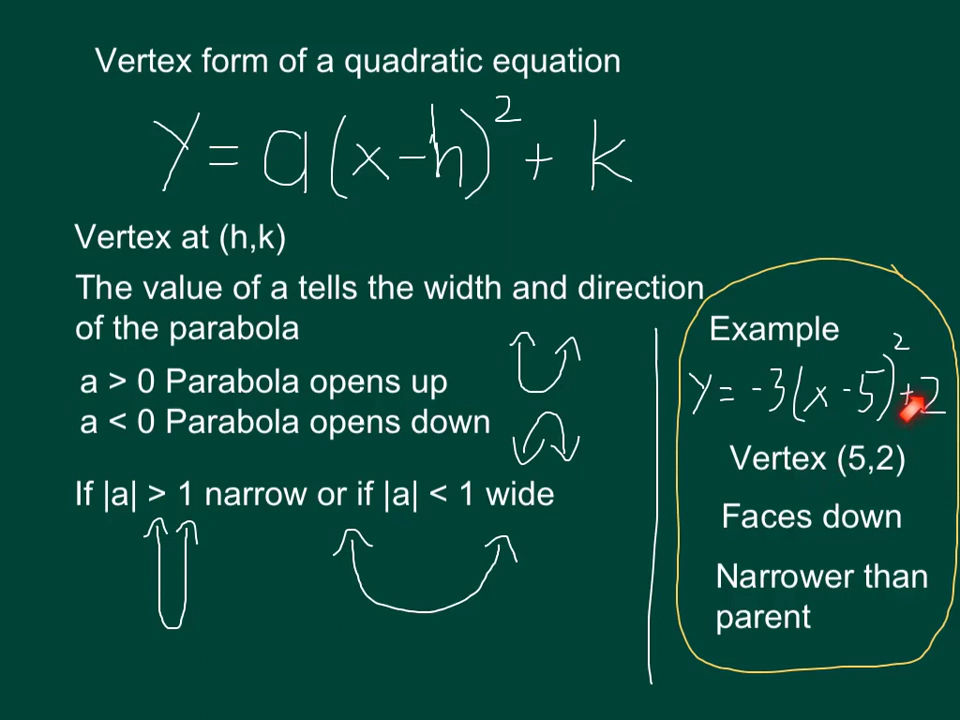 Vertex form of a quadratic equation
y = a(x-h)² + k
Vertex at (h,k)
The value of a tells the width and direction
of the parabola
a > 0 Parabola opens up
a < 0 Parabola opens down
If |a| > 1 narrow or if |a| < 1 wide
Example
y = -3(x-5)² +2
Vertex (5,2)
Faces down
Narrower than
parent